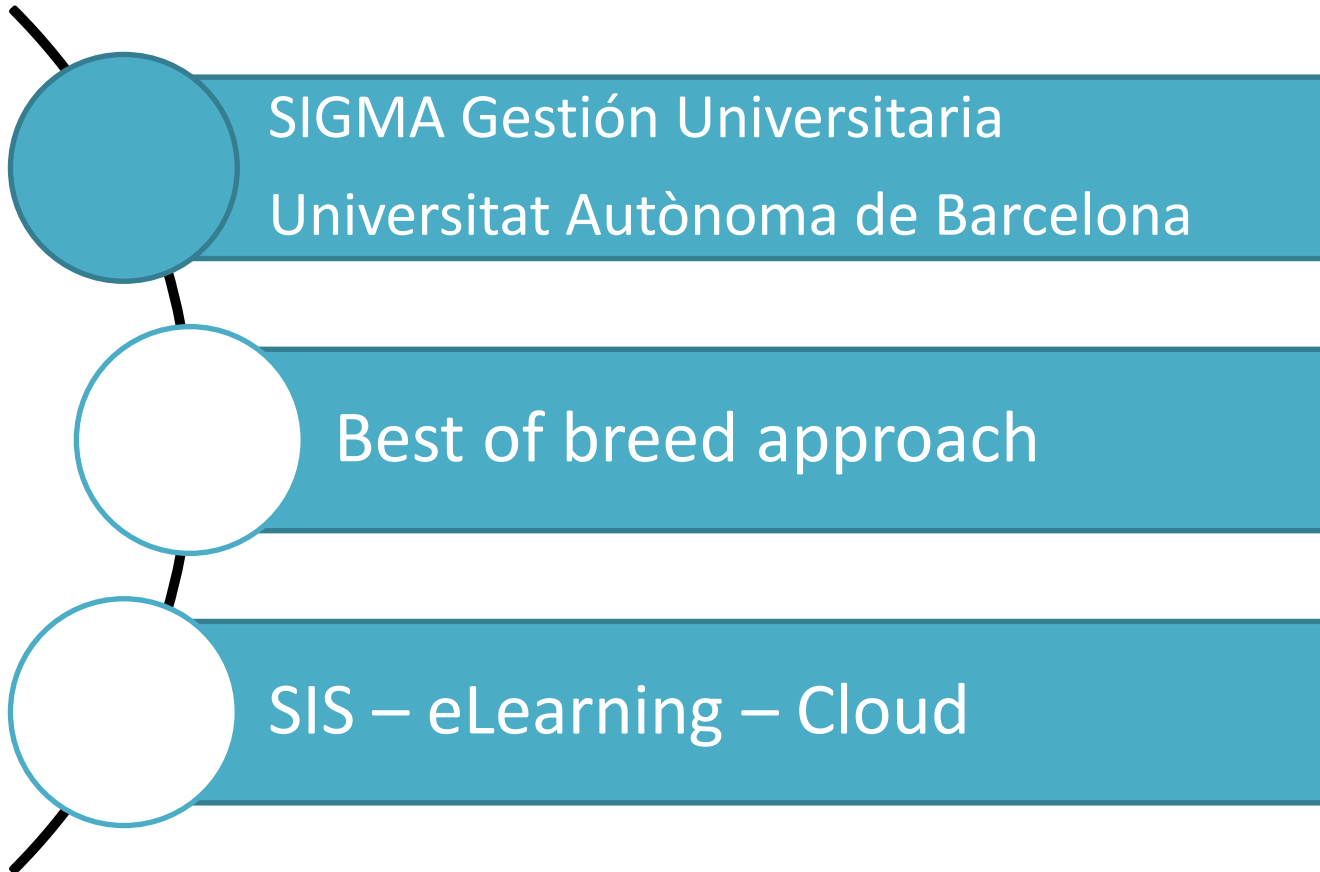 SIGMA Gestión Universitaria
Universitat Autònoma de Barcelona
Best of breed approach
SIS – eLearning – Cloud